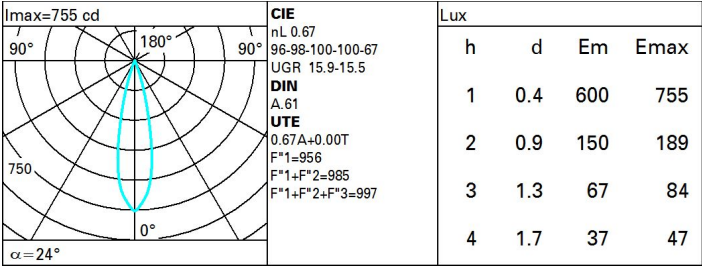 Imax=755 cd
90°
180°
90°
750
0°
α=24°
CIE
nL 0.67
96-98-100-100-67
UGR 15.9-15.5
DIN
A.61
UTE
0.67A+0.00T
F"1=956
F"1+F"2=985
F"1+F"2+F"3=997
Lux
h d Em Emax
1 0.4 600 755
2 0.9 150 189
3 1.3 67 84
4 1.7 37 47